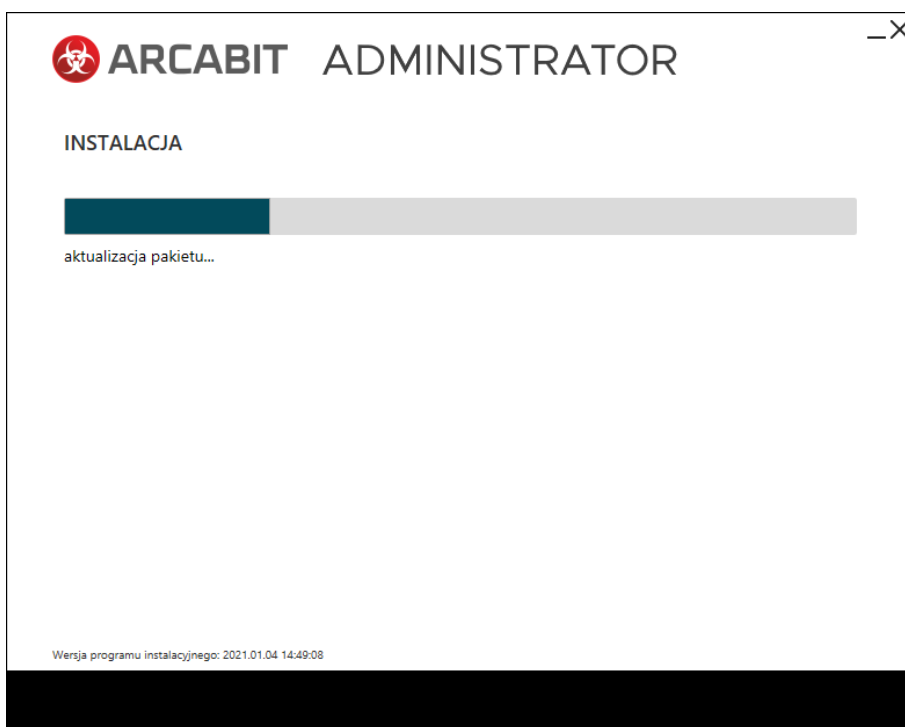 ARCABIT ADMINISTRATOR
INSTALACJA
aktualizacja pakietu...
Wersja programu instalacyjnego: 2021.01.04 14:49:08